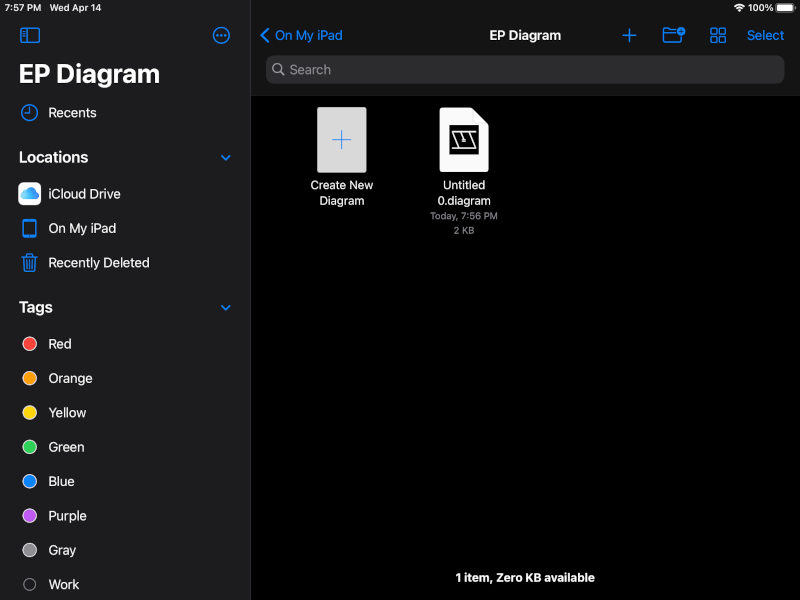 7:57 PM Wed Apr 14
100%
EP Diagram
Recents
Locations
iCloud Drive
On My iPad
Recently Deleted
Tags
Red
Orange
Yellow
Green
Blue
Purple
Gray
Work
On My iPad
EP Diagram
Select
Search
Create New
Diagram
Untitled
0.diagram
Today, 7:56 PM
2 KB
1 item, Zero KB available